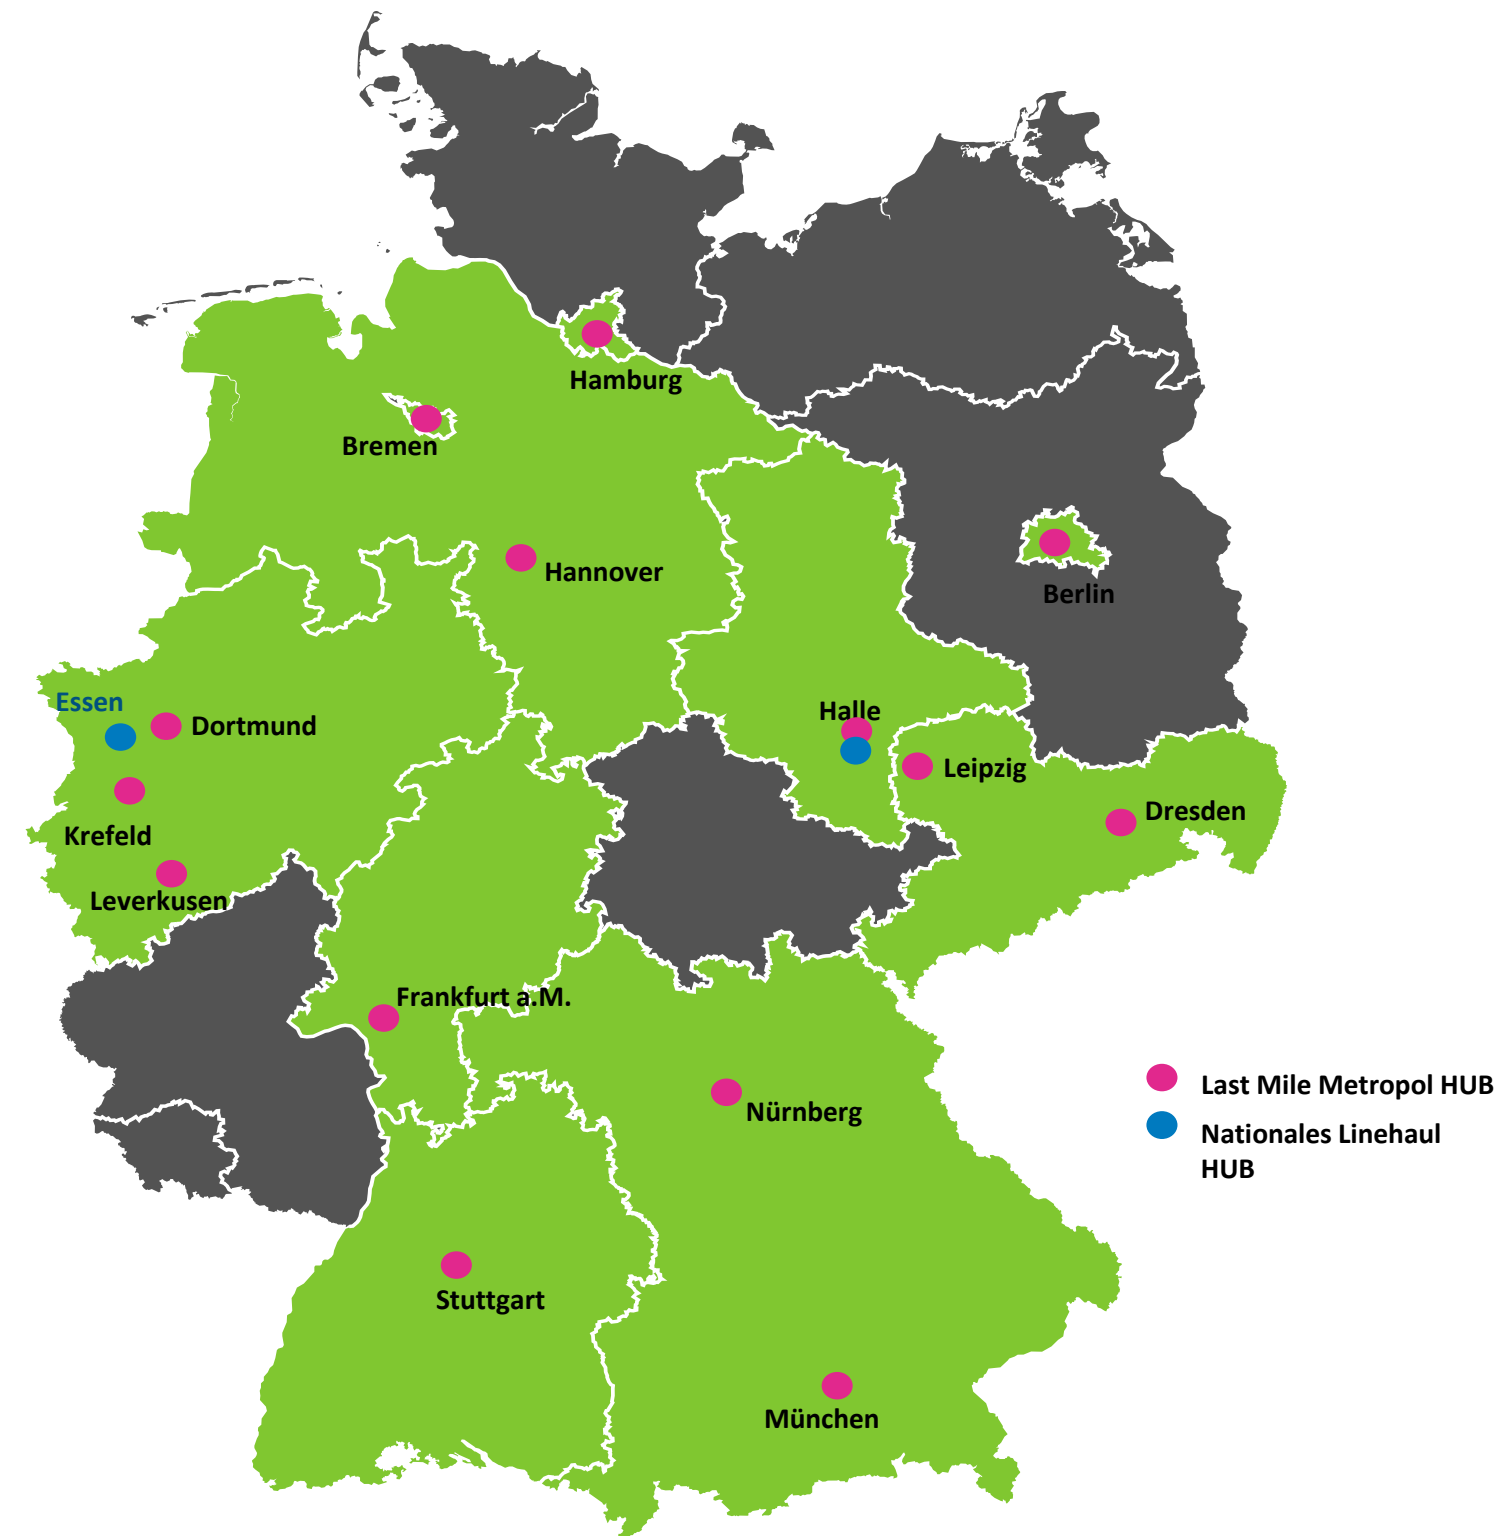 Hamburg
Bremen
Hannover
Berlin
Essen
Dortmund
Halle
Leipzig
Dresden
Krefeld
Leverkusen
Frankfurt a.M.
Nürnberg
Stuttgart
München
Last Mile Metropol HUB
Nationales Linehaul
HUB